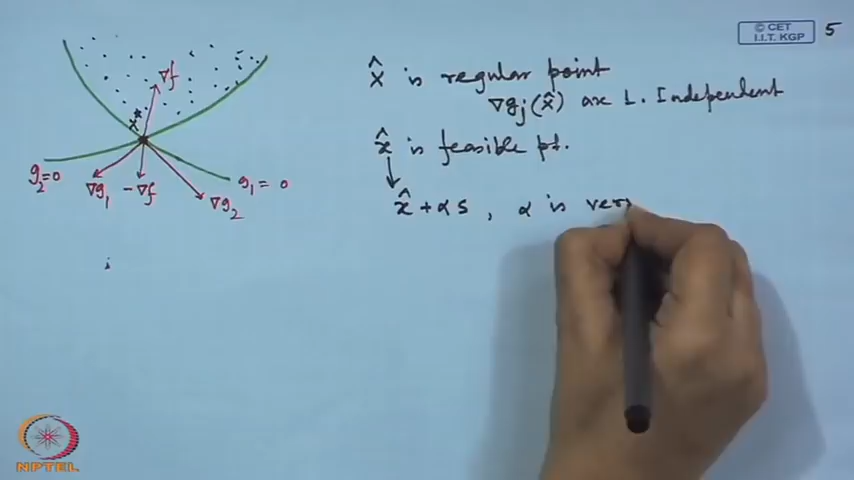 © CET
I.I.T. KGP
5
∇f
x*
g₂=0
∇g₁
-∇f
∇g₂
g₁ = 0
x̂ is regular point
∇gⱼ(x̂) are L. Independent
x̂ is feasible pt.
x̂ + αs , α is very
NPTEL